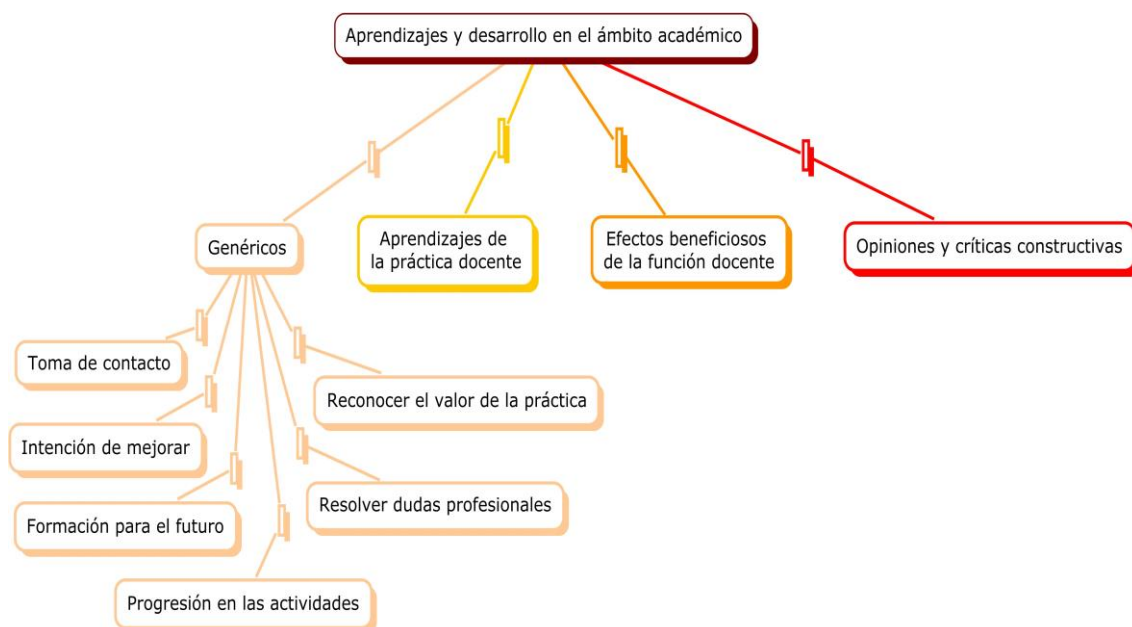 Aprendizajes y desarrollo en el ámbito académico
Genéricos
Aprendizajes de
la práctica docente
Efectos beneficiosos
de la función docente
Opiniones y críticas constructivas
Toma de contacto
Reconocer el valor de la práctica
Intención de mejorar
Resolver dudas profesionales
Formación para el futuro
Progresión en las actividades